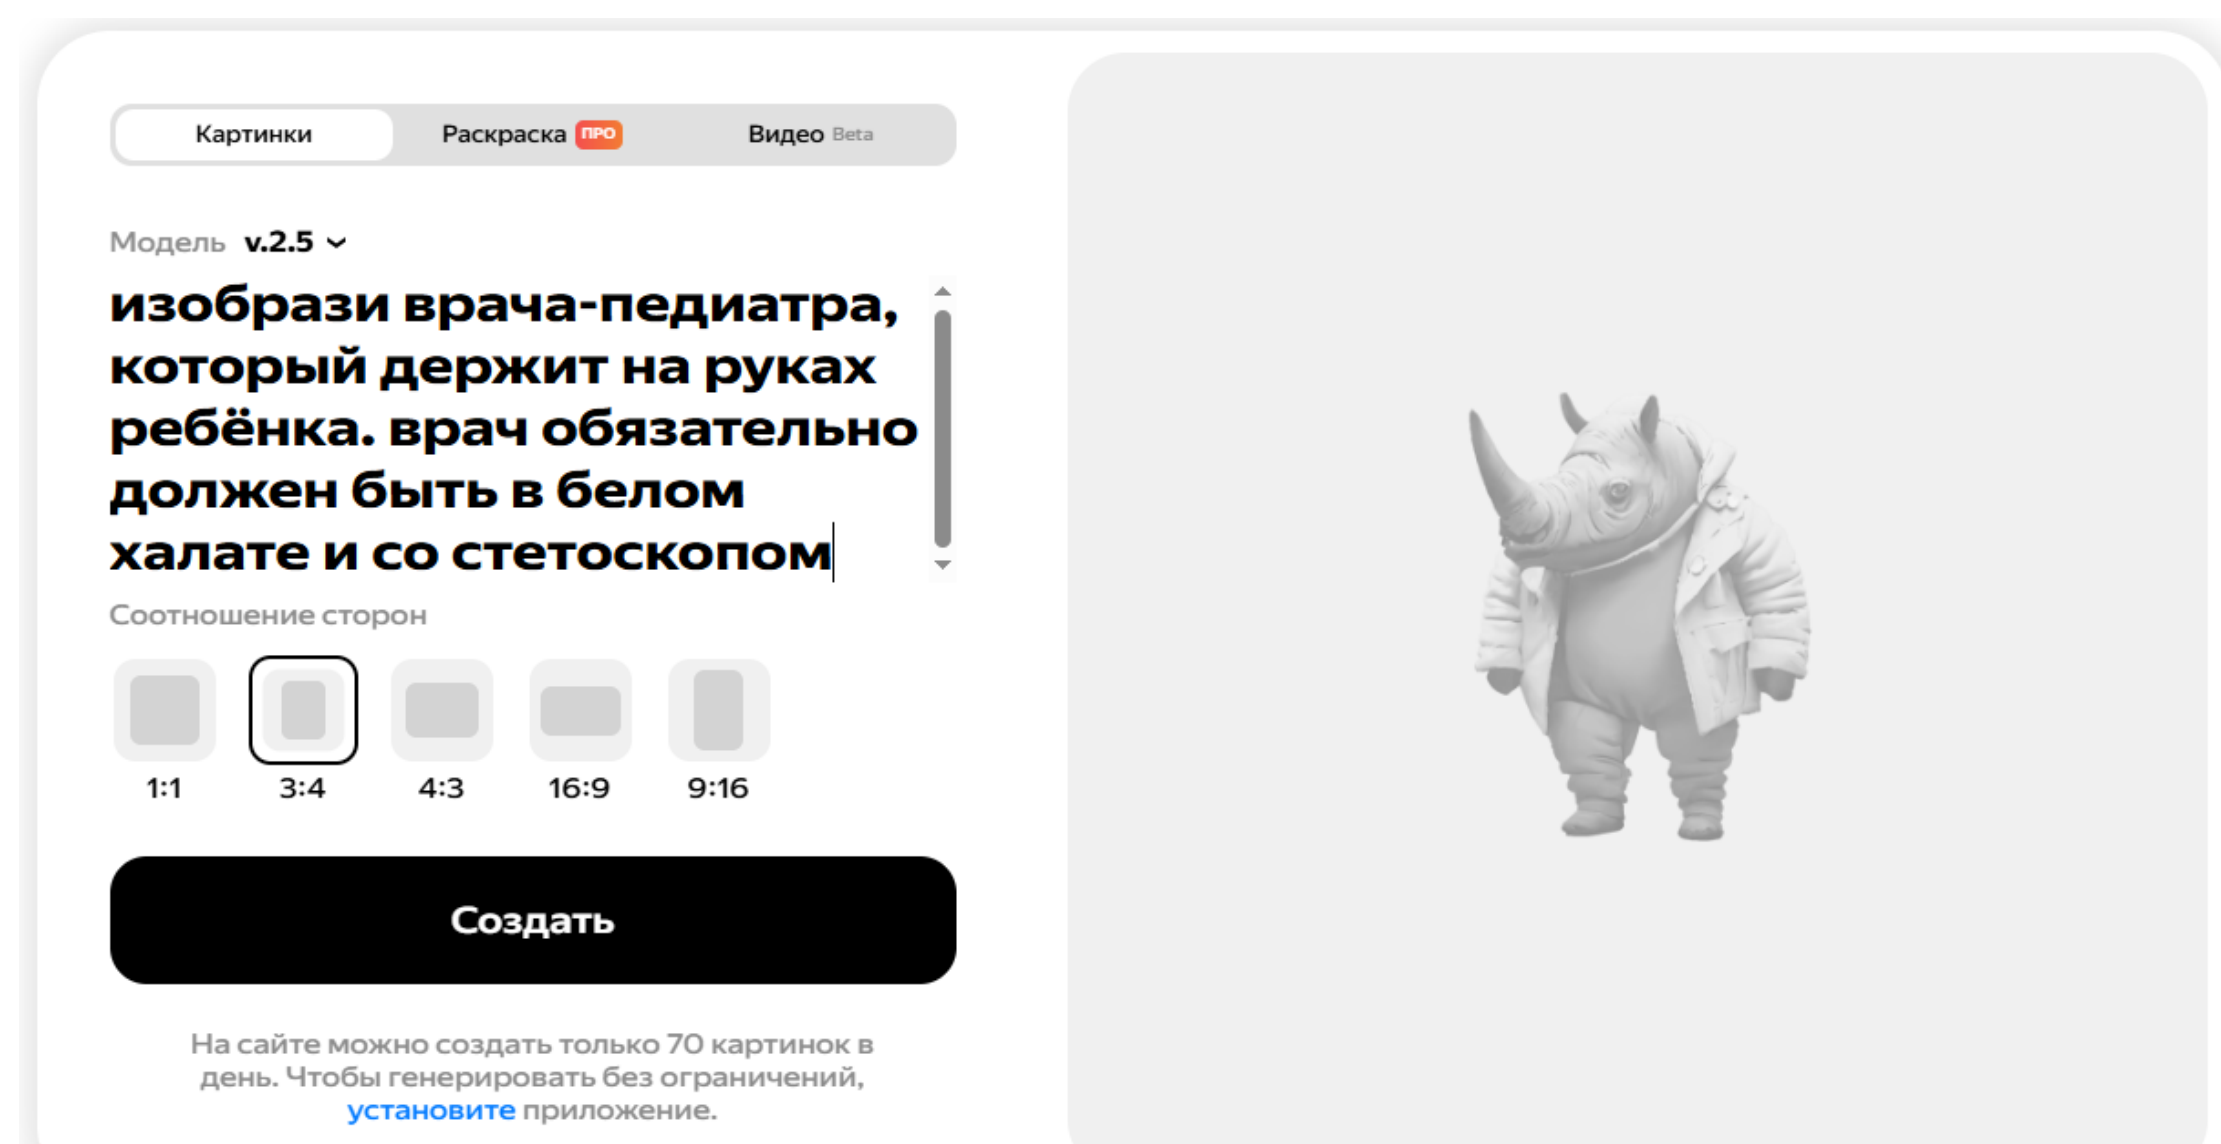 Картинки Раскраска ПРО Видео Beta
Модель v.2.5
изобрази врача-педиатра,
который держит на руках
ребёнка. врач обязательно
должен быть в белом
халате и со стетоскопом
Соотношение сторон
1:1 3:4 4:3 16:9 9:16
Создать
На сайте можно создать только 70 картинок в
день. Чтобы генерировать без ограничений,
установите приложение.